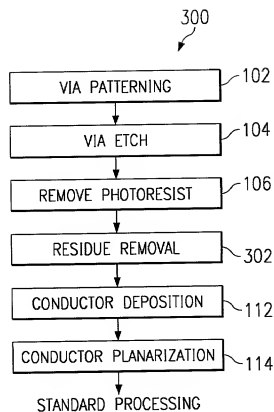 300
VIA PATTERNING 102
VIA ETCH 104
REMOVE PHOTORESIST 106
RESIDUE REMOVAL 302
CONDUCTOR DEPOSITION 112
CONDUCTOR PLANARIZATION 114
STANDARD PROCESSING